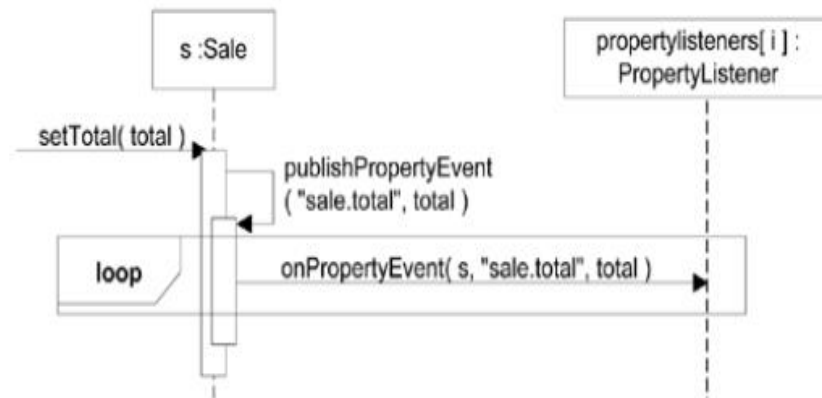 s :Sale
propertylisteners[ i ] :
PropertyListener
setTotal( total )
publishPropertyEvent
( "sale.total", total )
loop
onPropertyEvent( s, "sale.total", total )